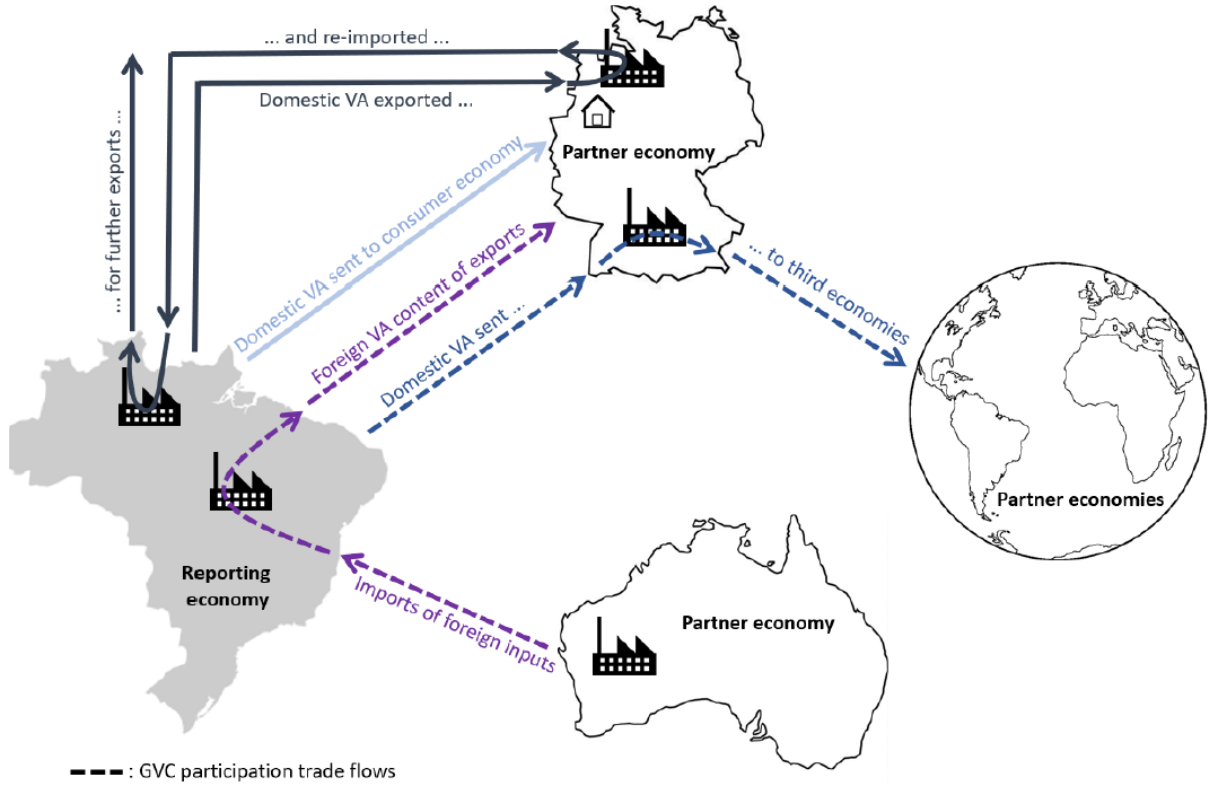 ... and re-imported ...
Domestic VA exported ...
... for further exports ...
Partner economy
Domestic VA sent to consumer economy
Foreign VA content of exports
Domestic VA sent ...
... to third economies
Partner economies
Reporting
economy
Imports of foreign inputs
Partner economy
: GVC participation trade flows